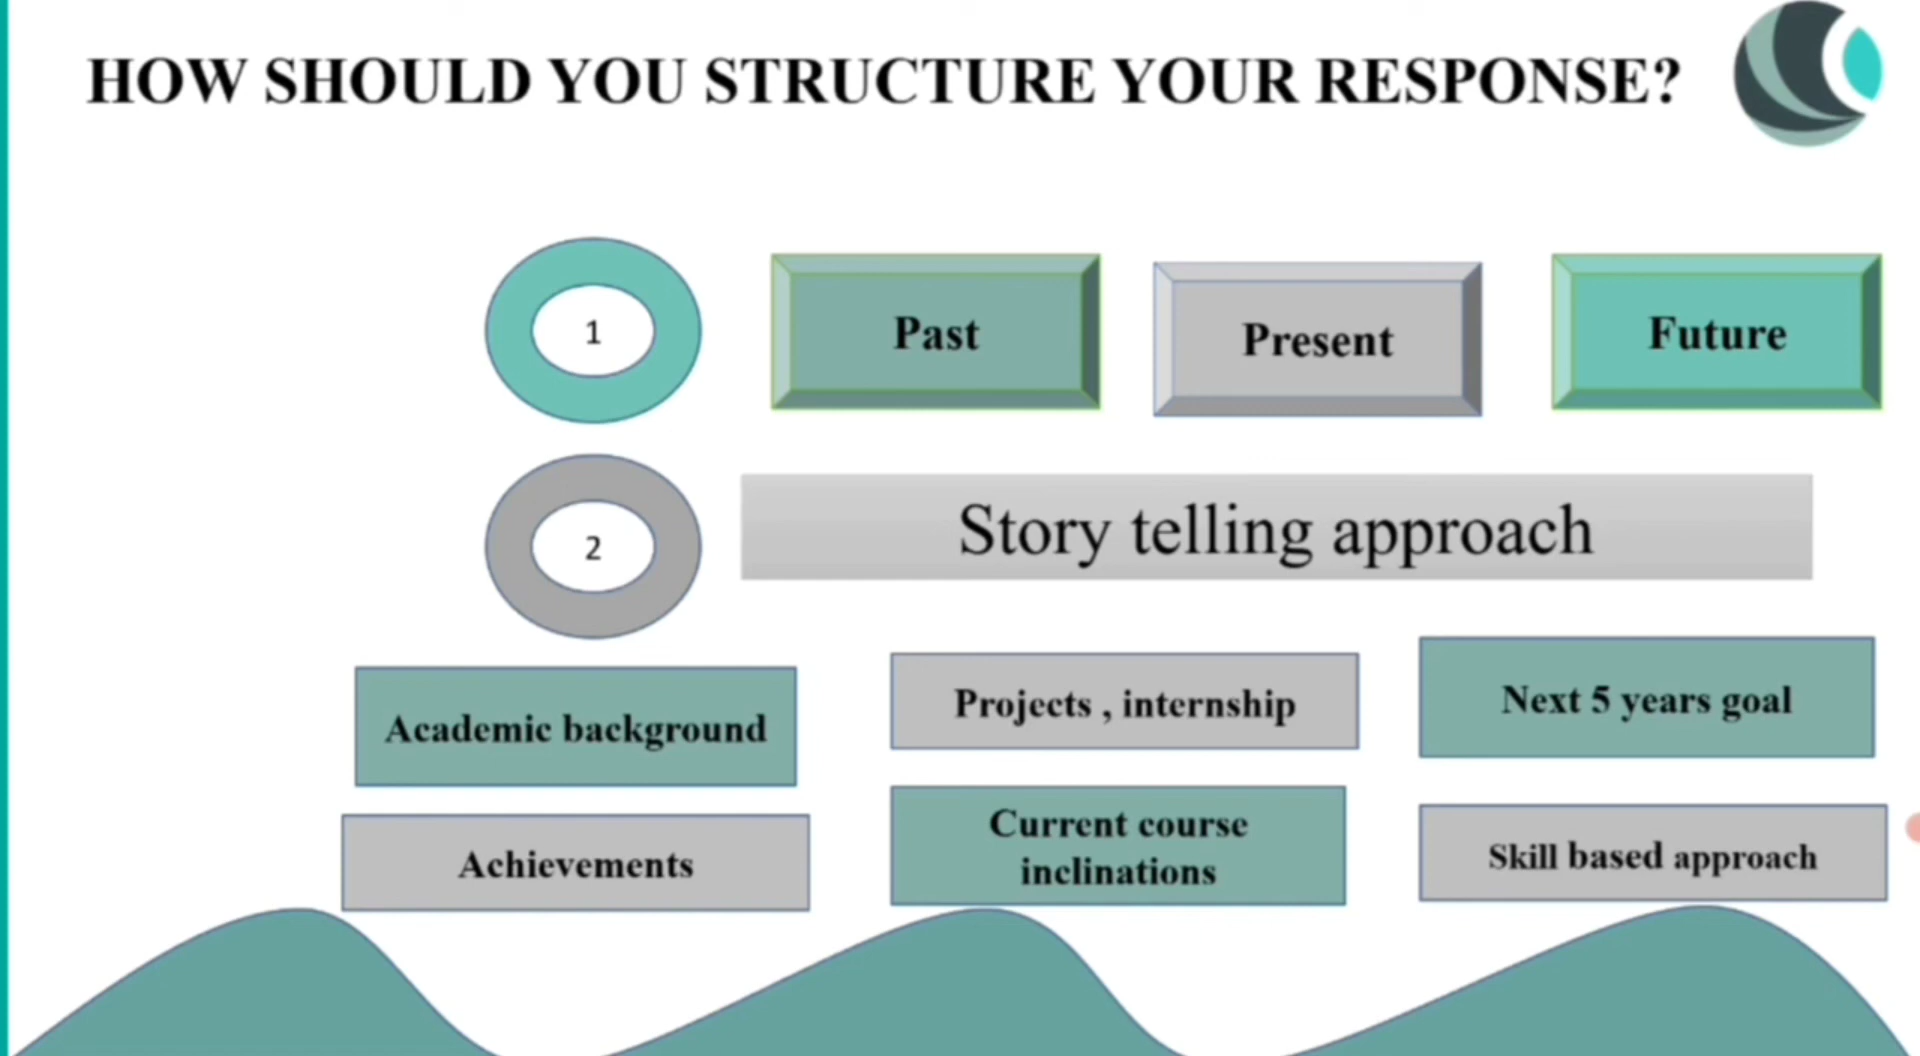 HOW SHOULD YOU STRUCTURE YOUR RESPONSE?
1
Past
Present
Future
2
Story telling approach
Academic background
Projects , internship
Next 5 years goal
Achievements
Current course
inclinations
Skill based approach